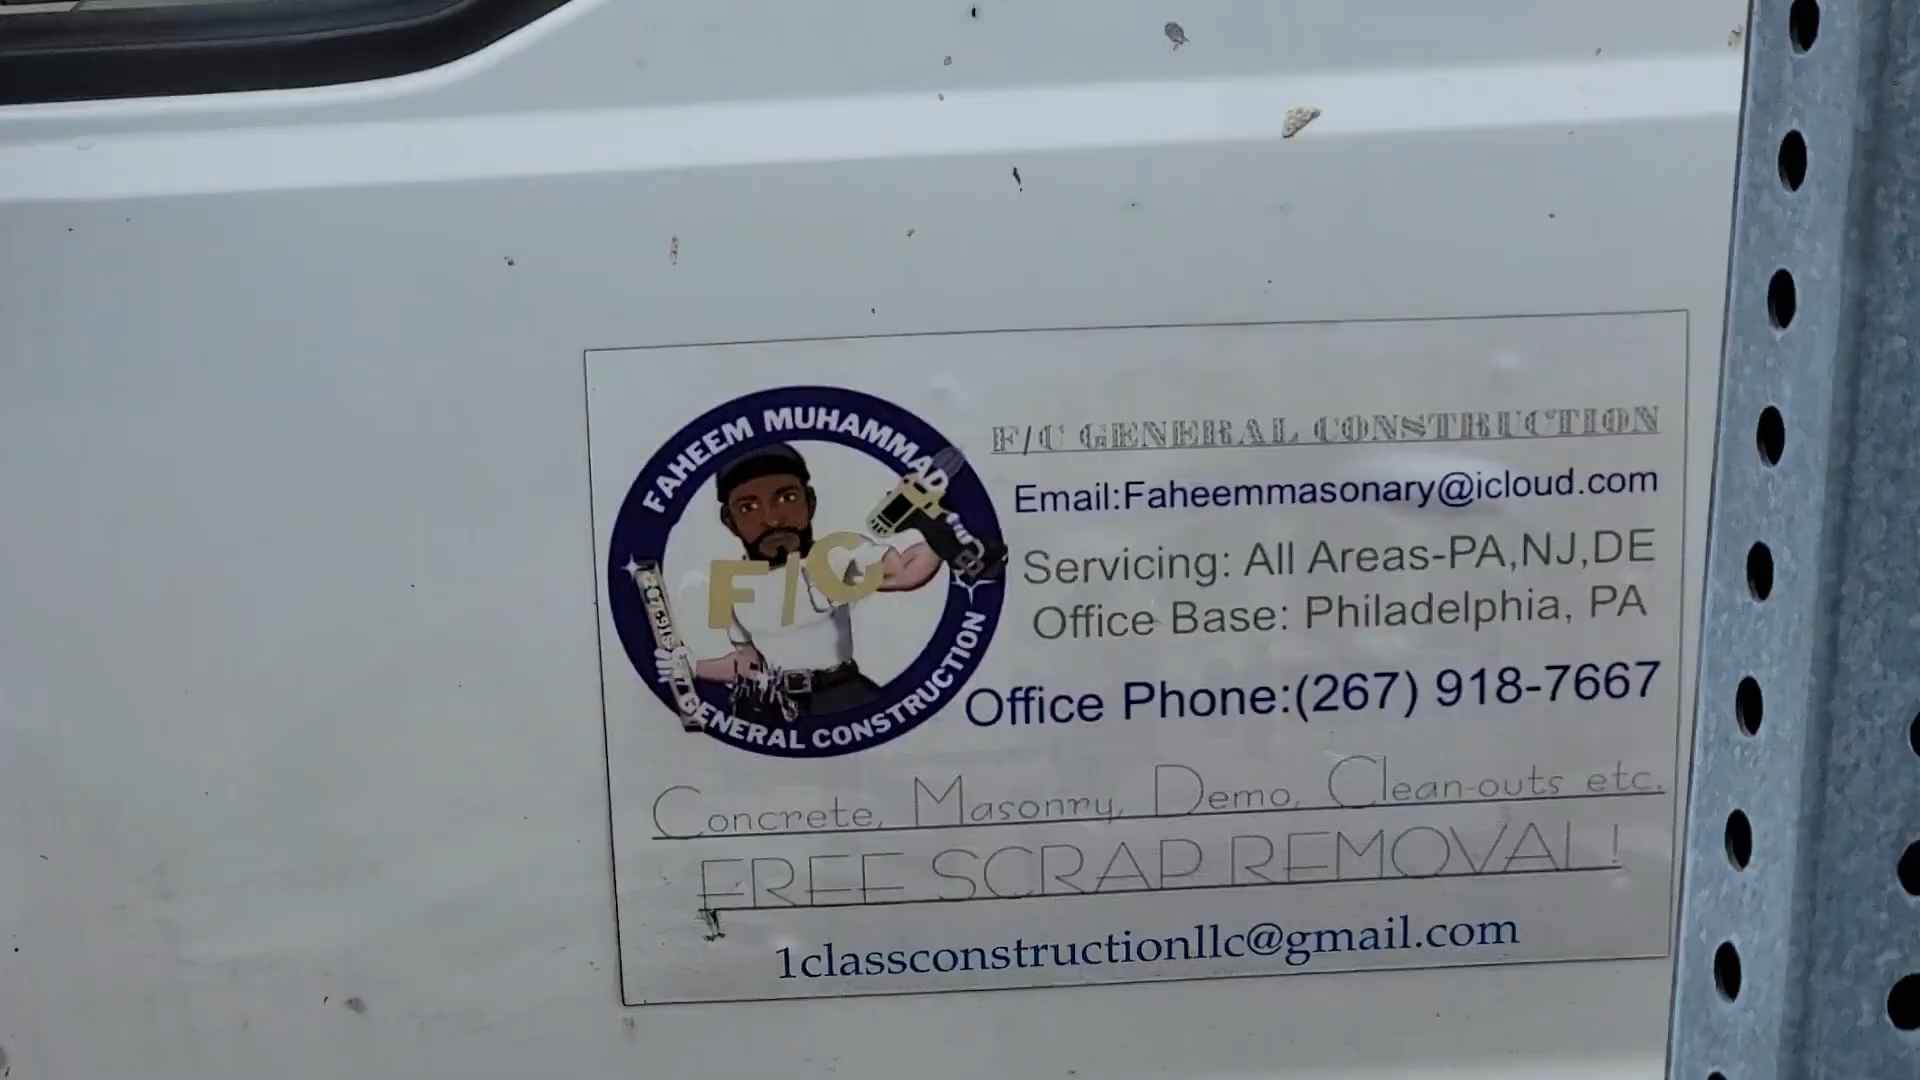 FAHEEM MUHAMMAD
F/C
GENERAL CONSTRUCTION
F/C GENERAL CONSTRUCTION
Email:Faheemmasonary@icloud.com
Servicing: All Areas-PA,NJ,DE
Office Base: Philadelphia, PA
Office Phone:(267) 918-7667
Concrete, Masonry, Demo, Clean-outs etc.
FREE SCRAP REMOVAL!
1classconstructionllc@gmail.com